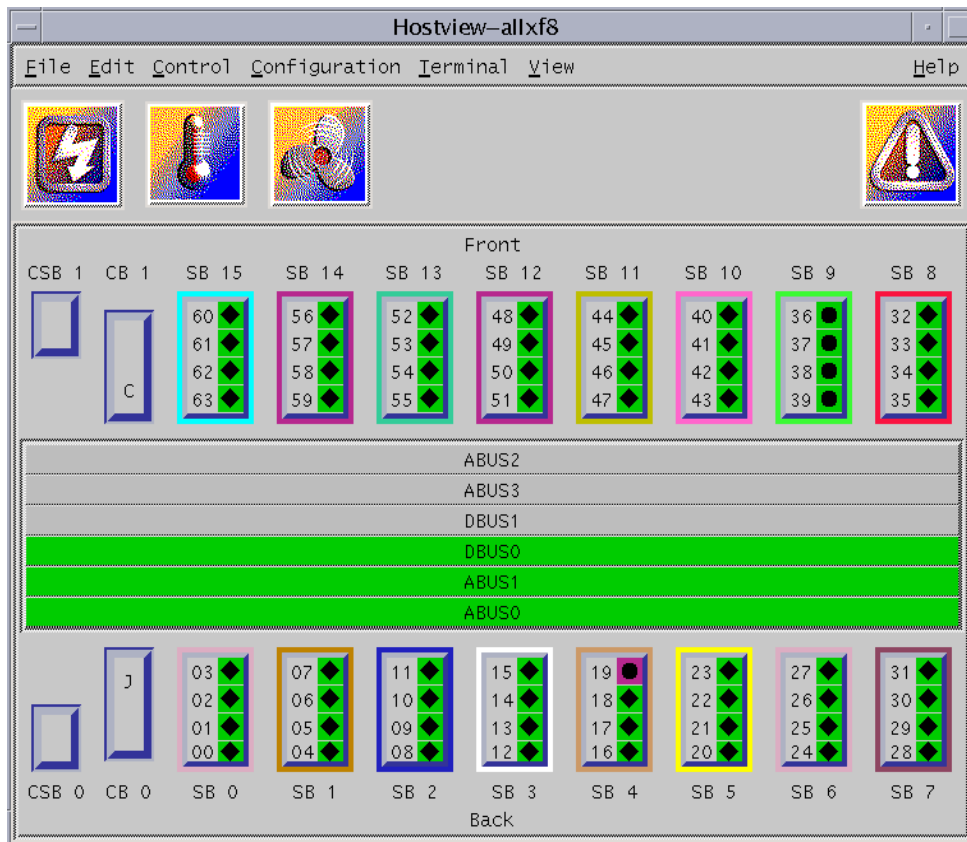 Hostview–allxf8
File Edit Control Configuration Terminal View Help
Front
CSB 1 CB 1 SB 15 SB 14 SB 13 SB 12 SB 11 SB 10 SB 9 SB 8
60 56 52 48 44 40 36 32
61 57 53 49 45 41 37 33
62 58 54 50 46 42 38 34
C 63 59 55 51 47 43 39 35
ABUS2
ABUS3
DBUS1
DBUS0
ABUS1
ABUS0
J 03 07 11 15 19 23 27 31
02 06 10 14 18 22 26 30
01 05 09 13 17 21 25 29
00 04 08 12 16 20 24 28
CSB 0 CB 0 SB 0 SB 1 SB 2 SB 3 SB 4 SB 5 SB 6 SB 7
Back